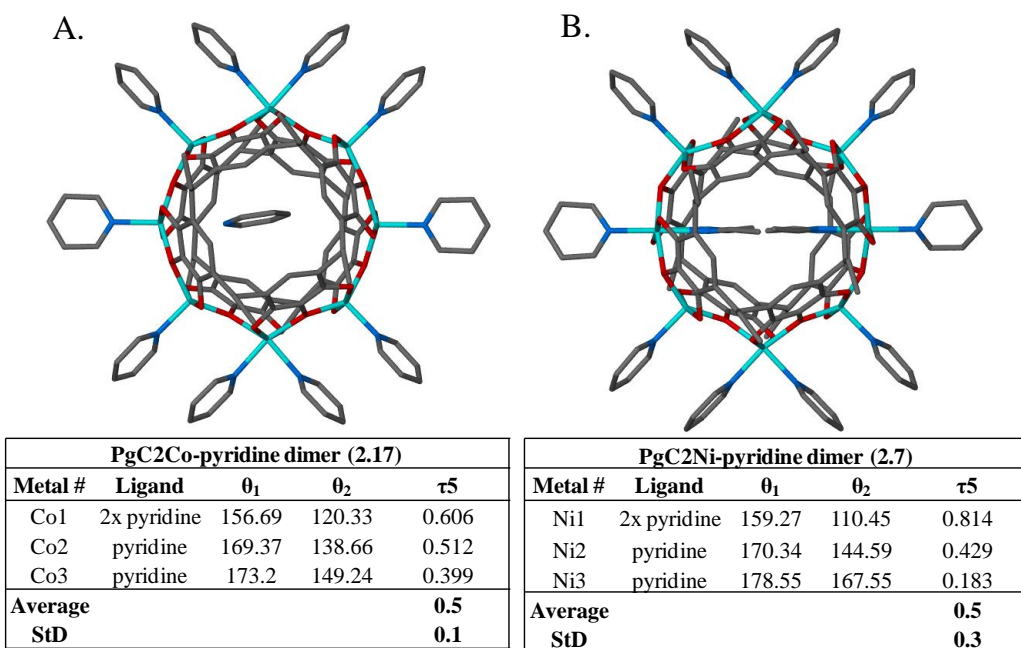 A.
B.
PgC2Co-pyridine dimer (2.17)
Metal # Ligand θ₁ θ₂ τ5
Co1 2x pyridine 156.69 120.33 0.606
Co2 pyridine 169.37 138.66 0.512
Co3 pyridine 173.2 149.24 0.399
Average 0.5
StD 0.1
PgC2Ni-pyridine dimer (2.7)
Metal # Ligand θ₁ θ₂ τ5
Ni1 2x pyridine 159.27 110.45 0.814
Ni2 pyridine 170.34 144.59 0.429
Ni3 pyridine 178.55 167.55 0.183
Average 0.5
StD 0.3